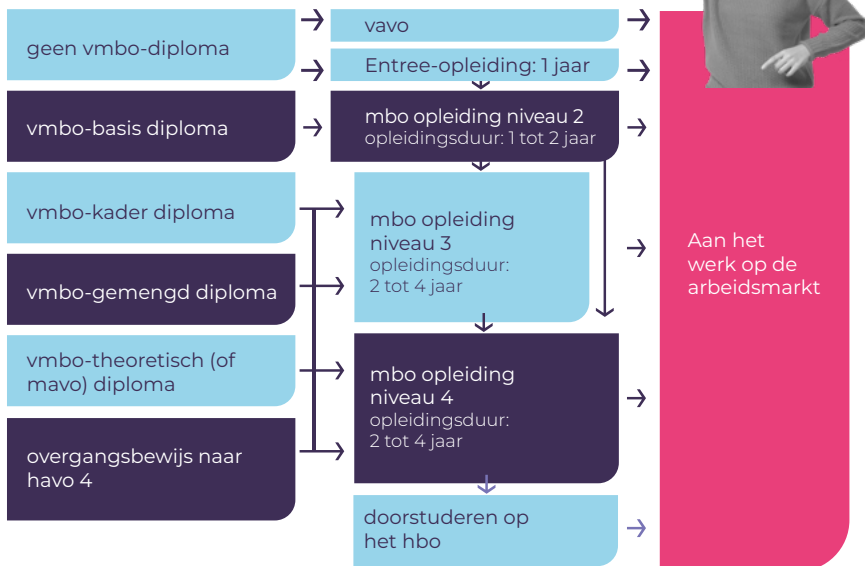 geen vmbo-diploma
vmbo-basis diploma
vmbo-kader diploma
vmbo-gemengd diploma
vmbo-theoretisch (of
mavo) diploma
overgangsbewijs naar
havo 4
vavo
Entree-opleiding: 1 jaar
mbo opleiding niveau 2
opleidingsduur: 1 tot 2 jaar
mbo opleiding
niveau 3
opleidingsduur:
2 tot 4 jaar
mbo opleiding
niveau 4
opleidingsduur:
2 tot 4 jaar
doorstuderen op
het hbo
Aan het
werk op de
arbeidsmarkt